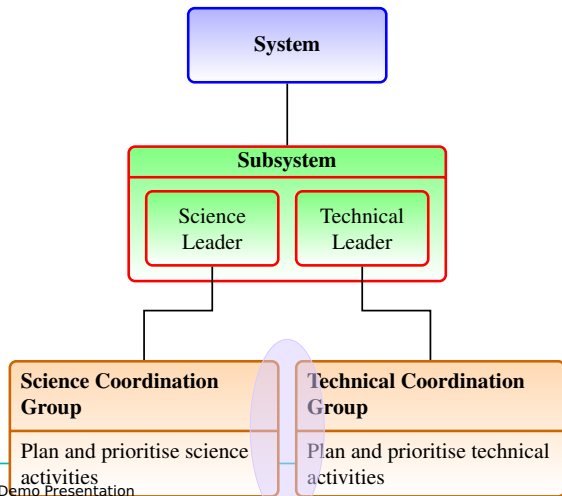 System
Subsystem
Science
Leader
Technical
Leader
Science Coordination
Group
Technical Coordination
Group
Plan and prioritise science
activities
Plan and prioritise technical
activities
Demo Presentation